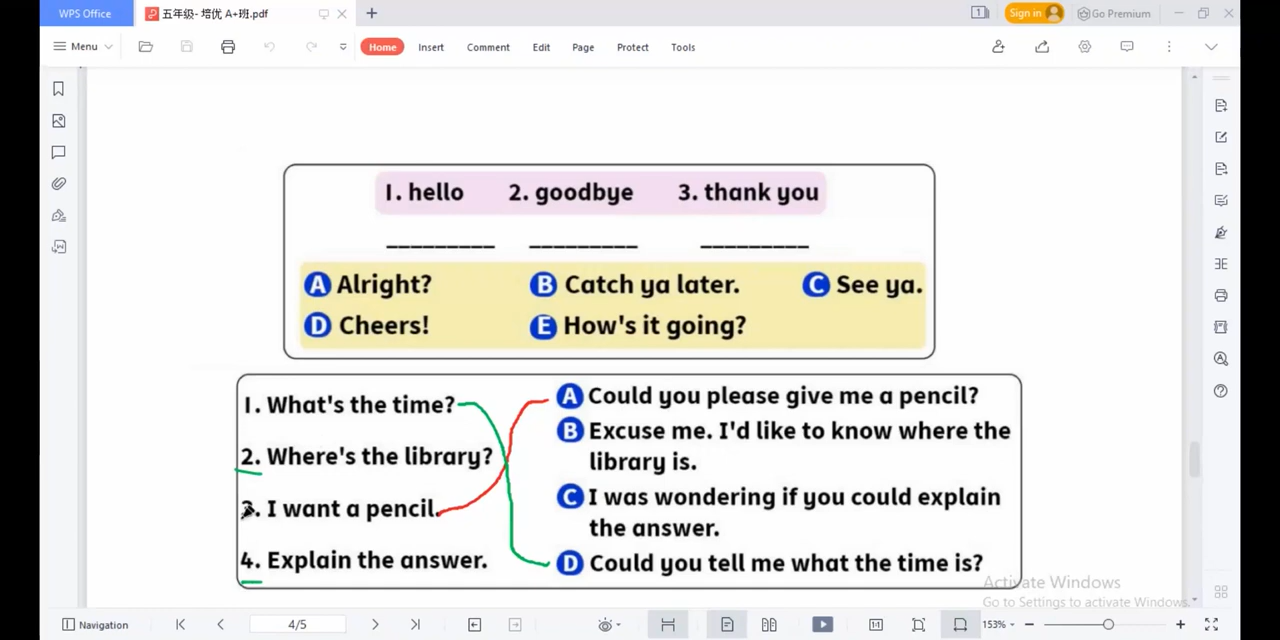 WPS Office
五年级- 培优 A+班.pdf
1
Sign in
Go Premium
Menu
Home Insert Comment Edit Page Protect Tools
1. hello 2. goodbye 3. thank you
_________ _________ _________
A Alright? B Catch ya later. C See ya.
D Cheers! E How's it going?
1. What's the time?
2. Where's the library?
3. I want a pencil.
4. Explain the answer.
A Could you please give me a pencil?
B Excuse me. I'd like to know where the
library is.
C I was wondering if you could explain
the answer.
D Could you tell me what the time is?
Activate Windows
Go to Settings to activate Windows.
Navigation
4/5
153%